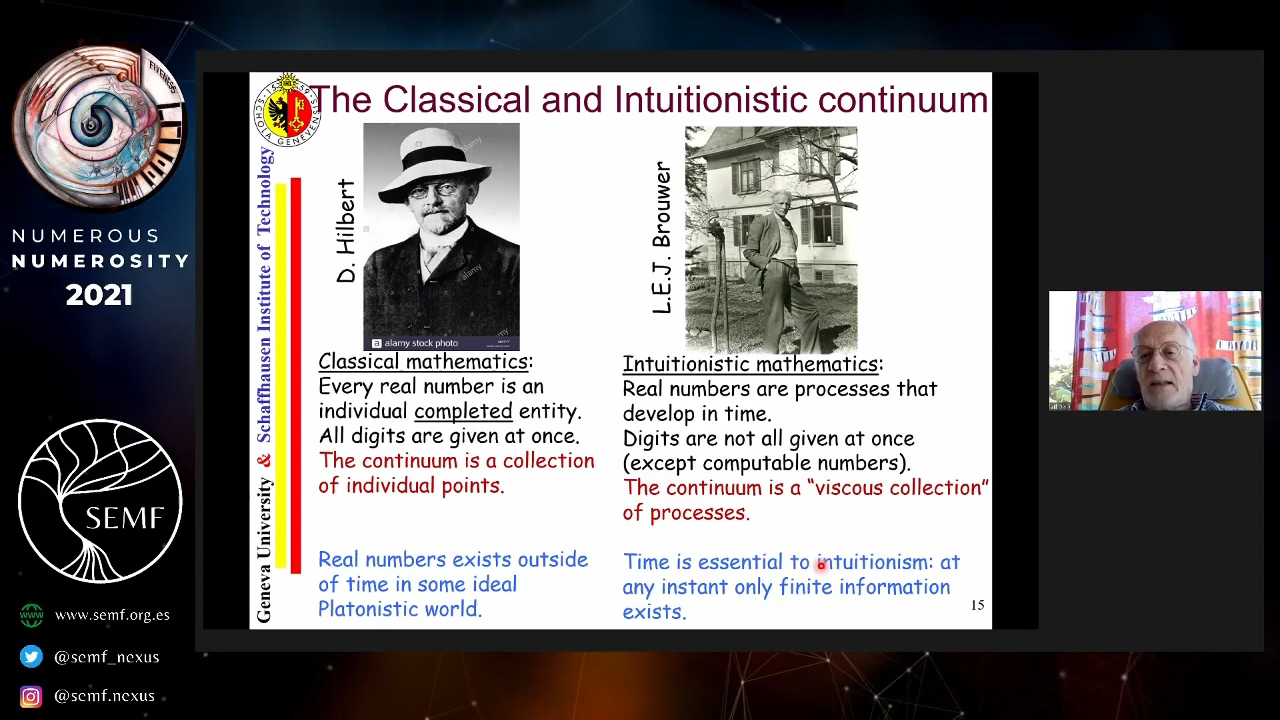 FIVENESS
NUMEROUS
NUMEROSITY
2021
SEMF
www.semf.org.es
@semf_nexus
@semf.nexus
The Classical and Intuitionistic continuum
SCHOLA GENEVENSIS
Geneva University & Schaffhausen Institute of Technology
D. Hilbert
alamy
alamy
a alamy stock photo
Classical mathematics:
Every real number is an
individual completed entity.
All digits are given at once.
The continuum is a collection
of individual points.
Real numbers exists outside
of time in some ideal
Platonistic world.
L.E.J. Brouwer
Intuitionistic mathematics:
Real numbers are processes that
develop in time.
Digits are not all given at once
(except computable numbers).
The continuum is a “viscous collection”
of processes.
Time is essential to intuitionism: at
any instant only finite information
exists.
15